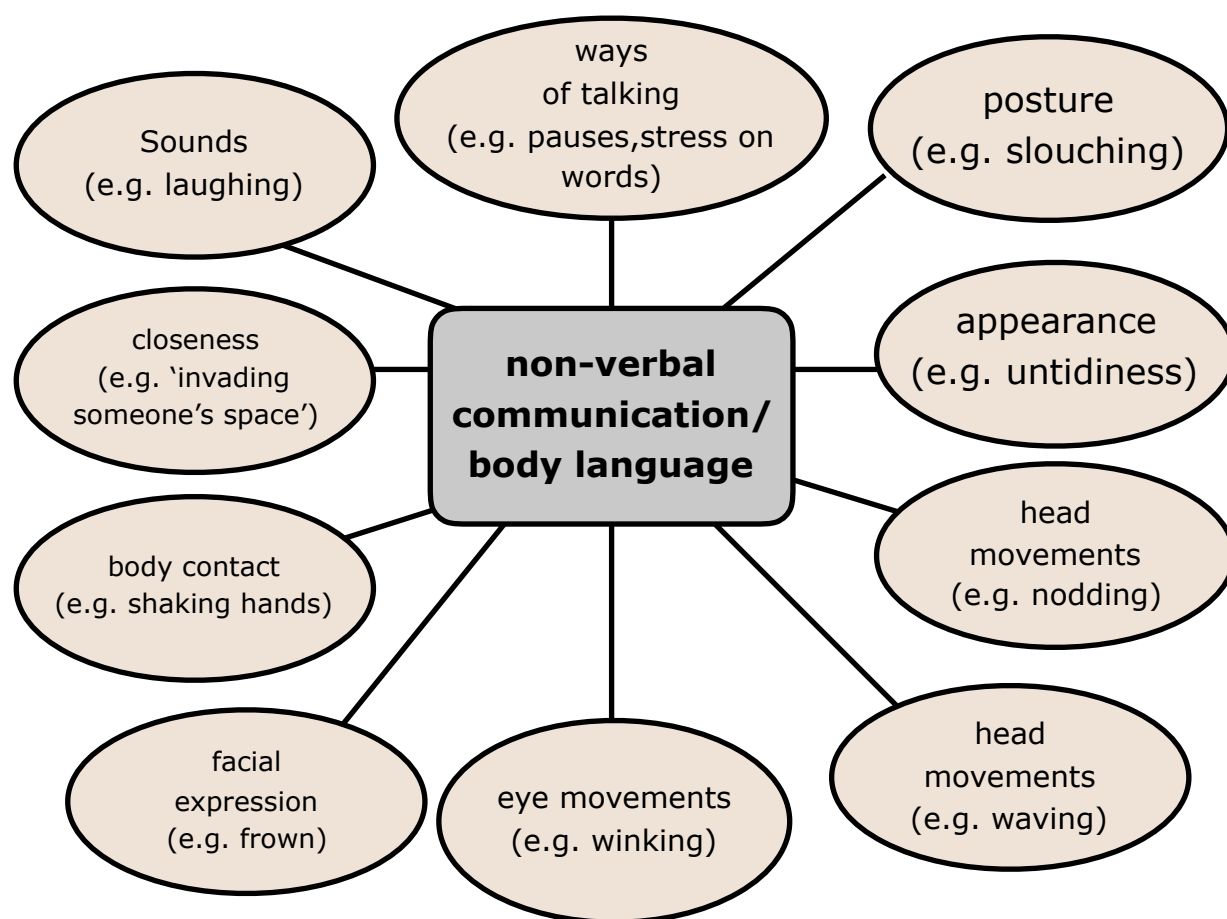 ways
of talking
(e.g. pauses,stress on
words)
posture
(e.g. slouching)
Sounds
(e.g. laughing)
appearance
(e.g. untidiness)
closeness
(e.g. ‘invading
someone’s space’)
non-verbal
communication/
body language
head
movements
(e.g. nodding)
body contact
(e.g. shaking hands)
head
movements
(e.g. waving)
facial
expression
(e.g. frown)
eye movements
(e.g. winking)